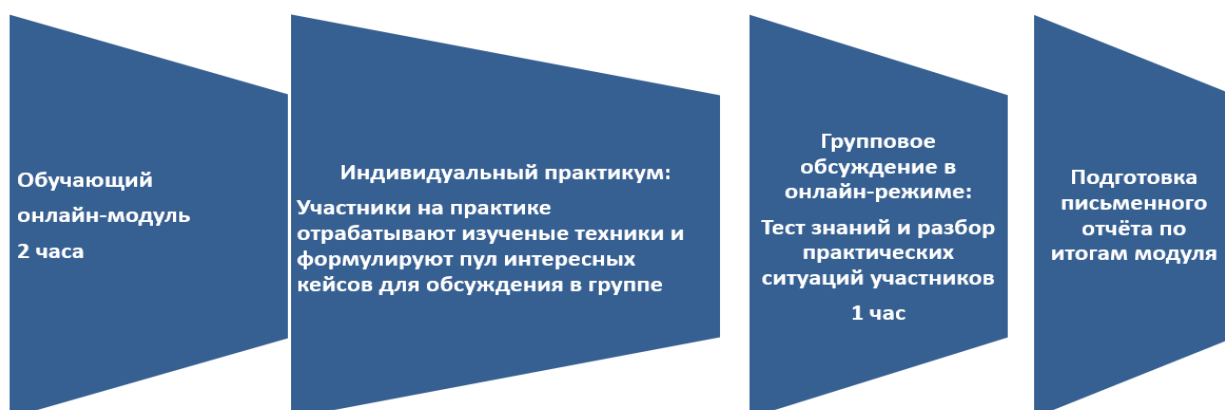 Обучающий
онлайн-модуль
2 часа
Индивидуальный практикум:
Участники на практике
отрабатывают изученые техники и
формулируют пул интересных
кейсов для обсуждения в группе
Групповое
обсуждение в
онлайн-режиме:
Тест знаний и разбор
практических
ситуаций участников
1 час
Подготовка
письменного
отчёта по
итогам модуля